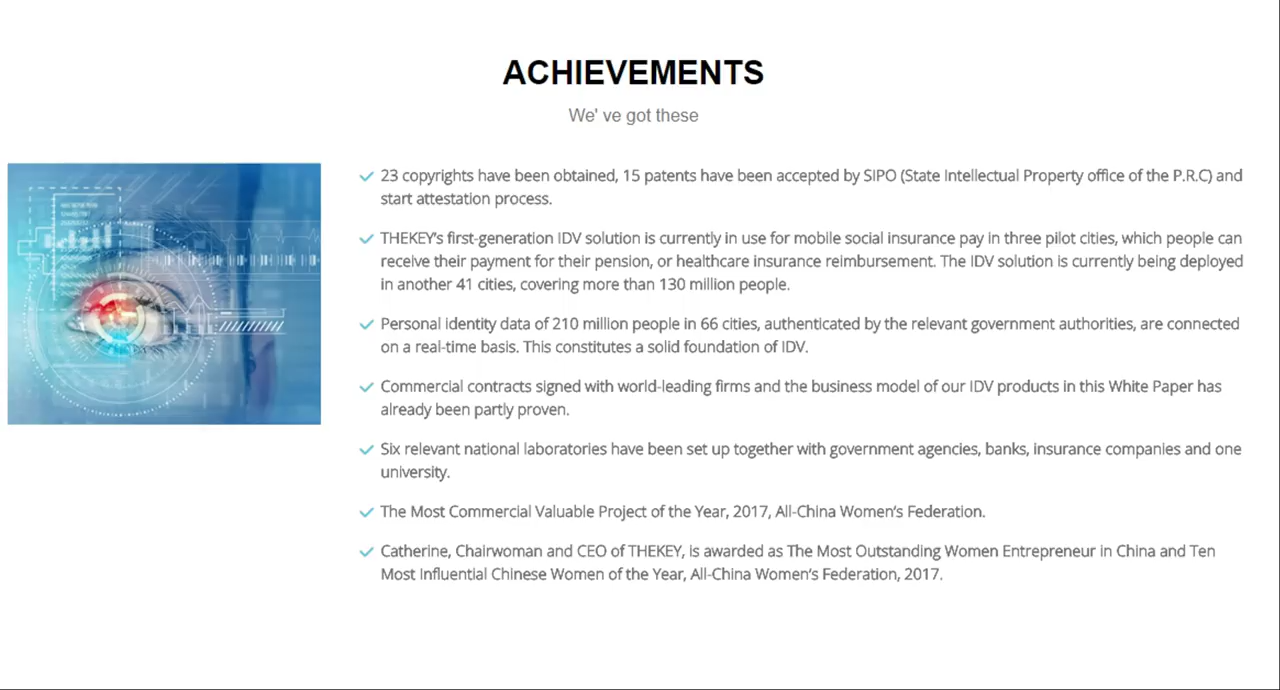 ACHIEVEMENTS
We' ve got these
23 copyrights have been obtained, 15 patents have been accepted by SIPO (State Intellectual Property office of the P.R.C) and
start attestation process.
THEKEY's first-generation IDV solution is currently in use for mobile social insurance pay in three pilot cities, which people can
receive their payment for their pension, or healthcare insurance reimbursement. The IDV solution is currently being deployed
in another 41 cities, covering more than 130 million people.
Personal identity data of 210 million people in 66 cities, authenticated by the relevant government authorities, are connected
on a real-time basis. This constitutes a solid foundation of IDV.
Commercial contracts signed with world-leading firms and the business model of our IDV products in this White Paper has
already been partly proven.
Six relevant national laboratories have been set up together with government agencies, banks, insurance companies and one
university.
The Most Commercial Valuable Project of the Year, 2017, All-China Women's Federation.
Catherine, Chairwoman and CEO of THEKEY, is awarded as The Most Outstanding Women Entrepreneur in China and Ten
Most Influential Chinese Women of the Year, All-China Women's Federation, 2017.